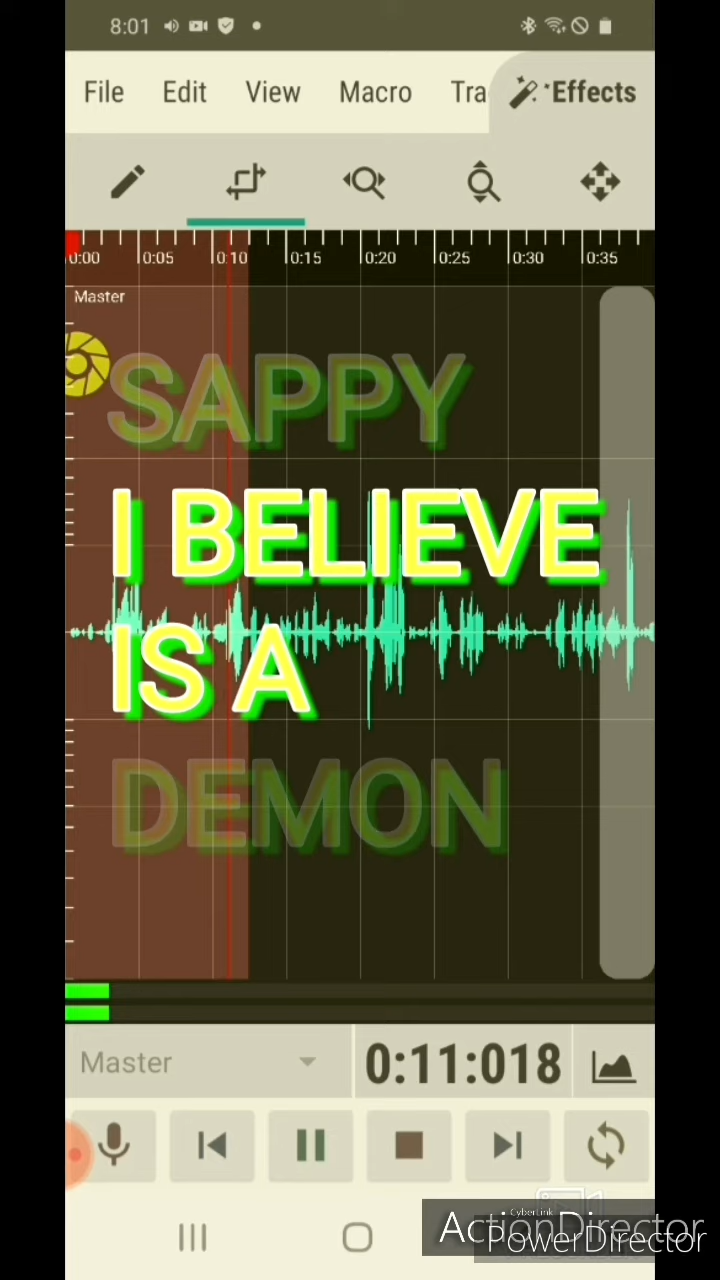 8:01
File Edit View Macro Tra *Effects
0:00 0:05 0:10 0:15 0:20 0:25 0:30 0:35
Master
SAPPY
I BELIEVE
IS A
DEMON
Master 0:11:018
CyberLink
ActionDirector
PowerDirector